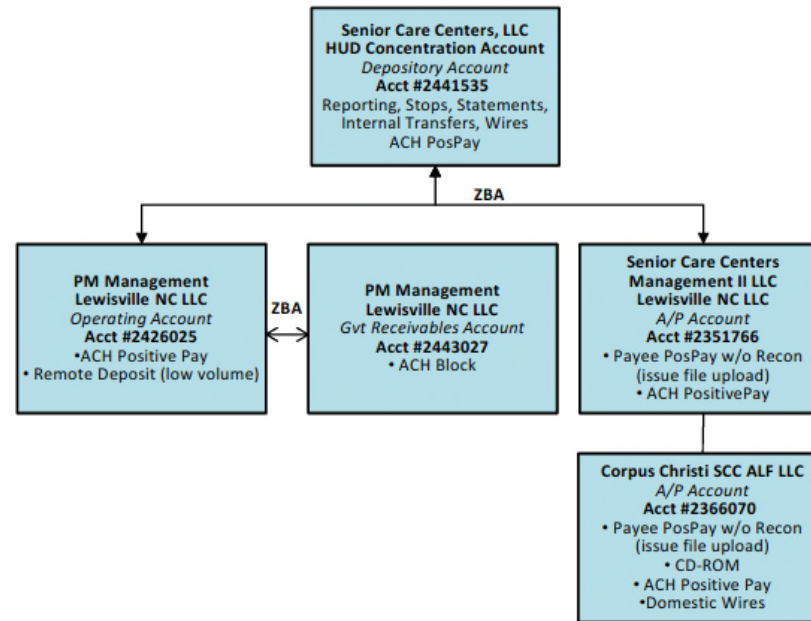 Senior Care Centers, LLC
HUD Concentration Account
Depository Account
Acct #2441535
Reporting, Stops, Statements,
Internal Transfers, Wires
ACH PosPay
ZBA
PM Management
Lewisville NC LLC
Operating Account
Acct #2426025
•ACH Positive Pay
• Remote Deposit (low volume)
ZBA
PM Management
Lewisville NC LLC
Gvt Receivables Account
Acct #2443027
• ACH Block
Senior Care Centers
Management II LLC
Lewisville NC LLC
A/P Account
Acct #2351766
• Payee PosPay w/o Recon
(issue file upload)
• ACH PositivePay
Corpus Christi SCC ALF LLC
A/P Account
Acct #2366070
• Payee PosPay w/o Recon
(issue file upload)
• CD-ROM
• ACH Positive Pay
•Domestic Wires